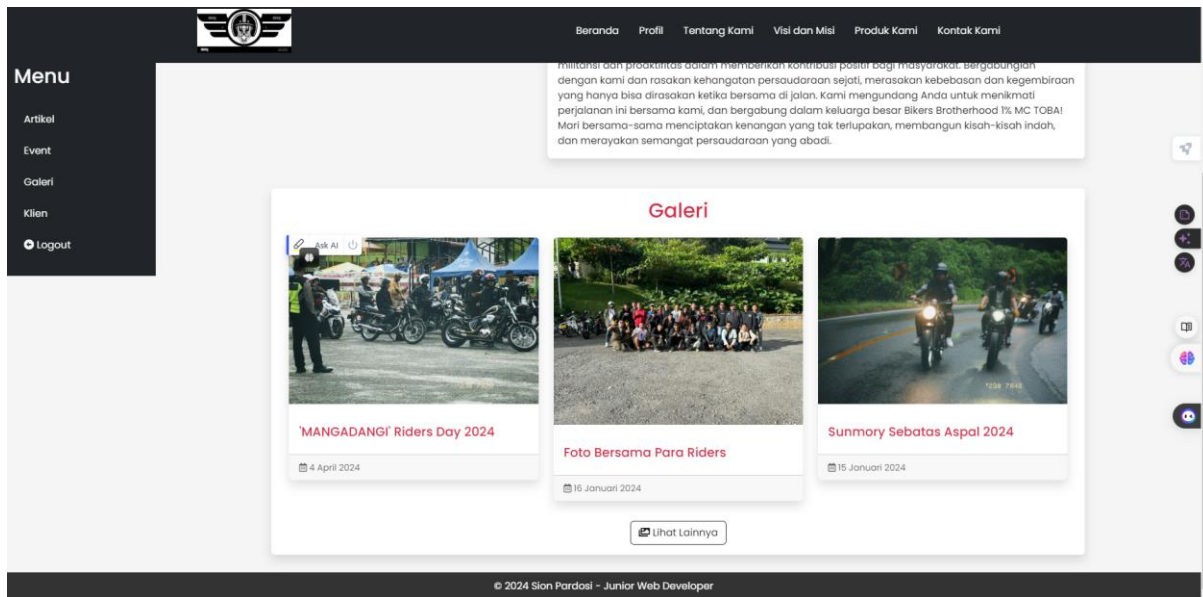 Beranda Profil Tentang Kami Visi dan Misi Produk Kami Kontak Kami
Menu
Artikel
Event
Galeri
Klien
Logout
militansi dan proaktifitas dalam memberikan kontribusi positif bagi masyarakat. Bergabunglah
dengan kami dan rasakan kehangatan persaudaraan sejati, merasakan kebebasan dan kegembiraan
yang hanya bisa dirasakan ketika bersama di jalan. Kami mengundang Anda untuk menikmati
perjalanan ini bersama kami, dan bergabung dalam keluarga besar Bikers Brotherhood 1% MC TOBA!
Mari bersama-sama menciptakan kenangan yang tak terlupakan, membangun kisah-kisah indah,
dan merayakan semangat persaudaraan yang abadi.
Galeri
Ask AI
'MANGADANGI' Riders Day 2024
4 April 2024
Foto Bersama Para Riders
16 Januari 2024
Sunmory Sebatas Aspal 2024
15 Januari 2024
Lihat Lainnya
© 2024 Sion Pardosi - Junior Web Developer